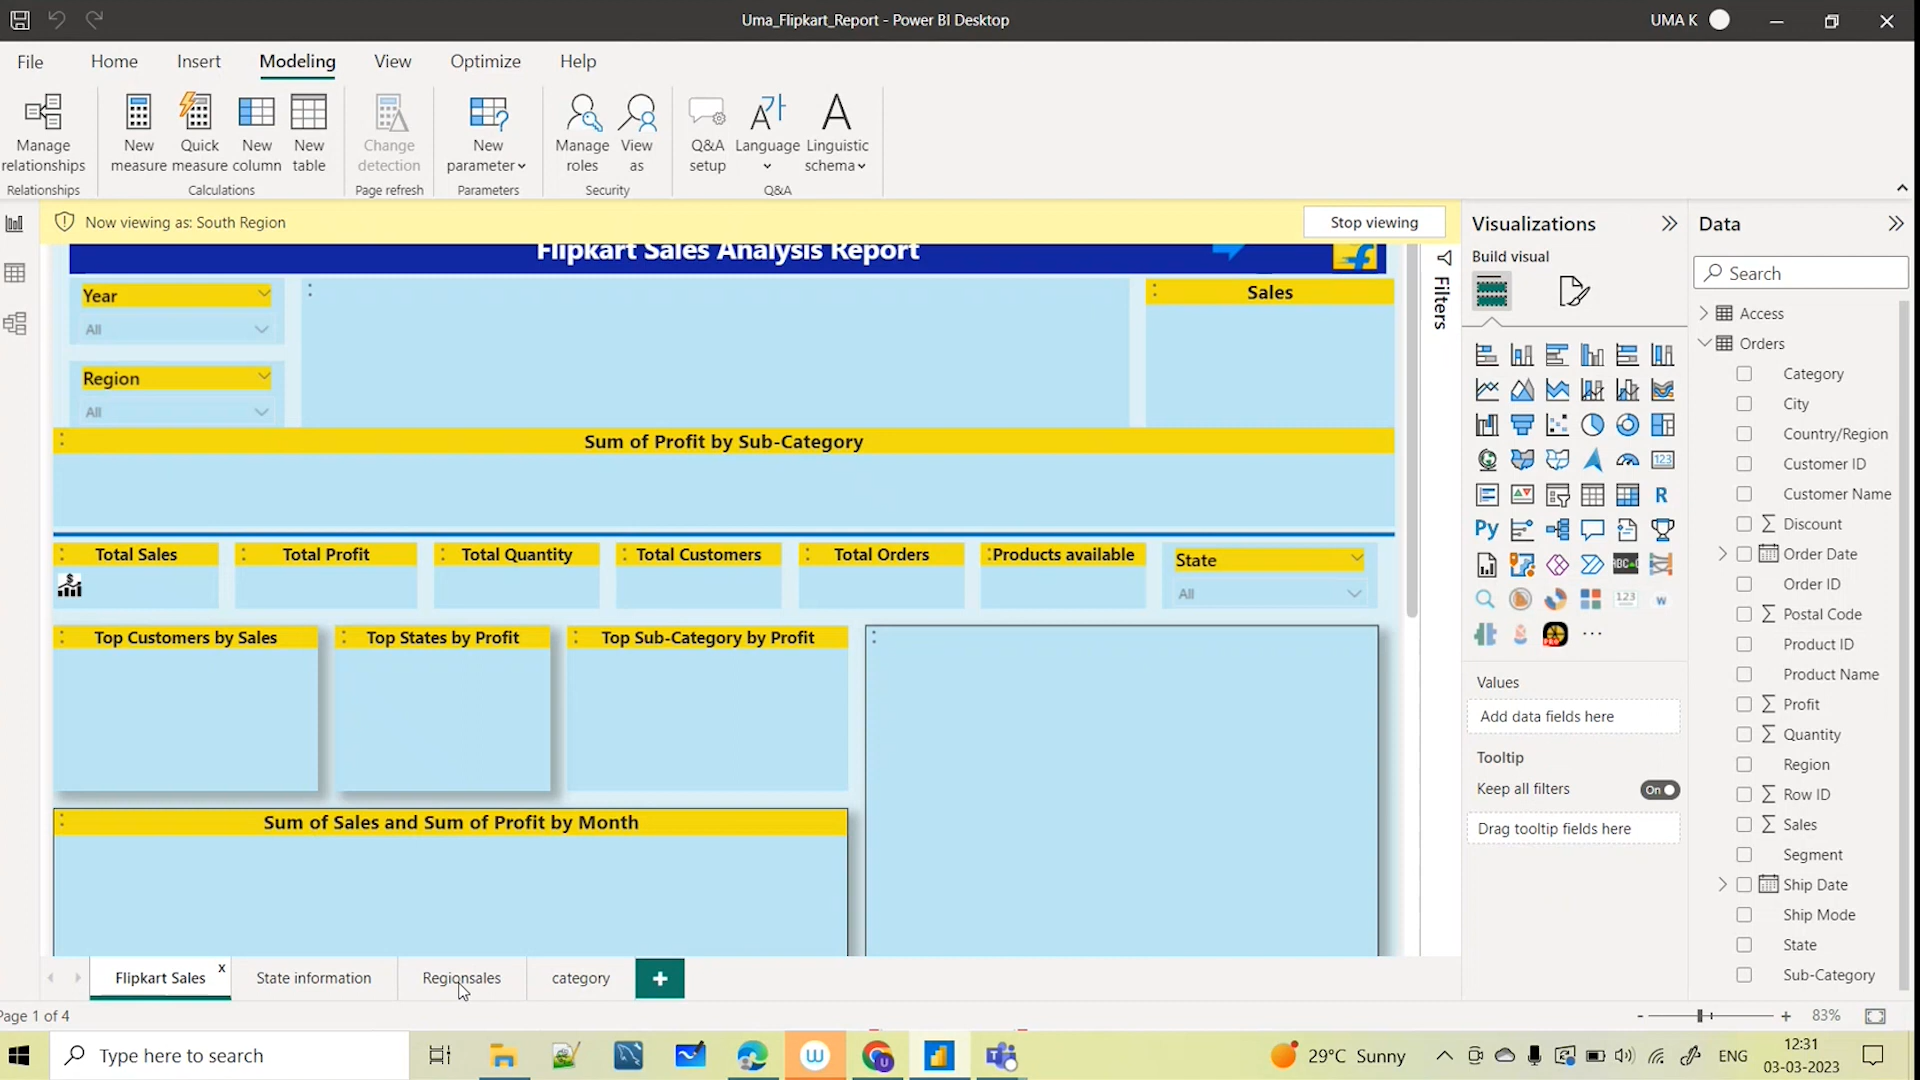 Uma_Flipkart_Report - Power BI Desktop
UMA K
File
Home
Insert
Modeling
View
Optimize
Help
Manage
relationships
New
measure
Quick
measure
New
column
New
table
Change
detection
New
parameter
Manage
roles
View
as
Q&A
setup
Language
Linguistic
schema
Relationships
Calculations
Page refresh
Parameters
Security
Q&A
Now viewing as: South Region
Stop viewing
Flipkart Sales Analysis Report
Year
All
Region
All
Sales
Sum of Profit by Sub-Category
Total Sales
Total Profit
Total Quantity
Total Customers
Total Orders
Products available
State
All
Top Customers by Sales
Top States by Profit
Top Sub-Category by Profit
Sum of Sales and Sum of Profit by Month
Filters
Visualizations
Build visual
123
R
Py
123
Values
Add data fields here
Tooltip
Keep all filters
On
Drag tooltip fields here
Data
Search
Access
Orders
Category
City
Country/Region
Customer ID
Customer Name
Discount
Order Date
Order ID
Postal Code
Product ID
Product Name
Profit
Quantity
Region
Row ID
Sales
Segment
Ship Date
Ship Mode
State
Sub-Category
Flipkart Sales
x
State information
Regionsales
category
+
Page 1 of 4
- + 83%
Type here to search
29°C Sunny
ENG
12:31
03-03-2023